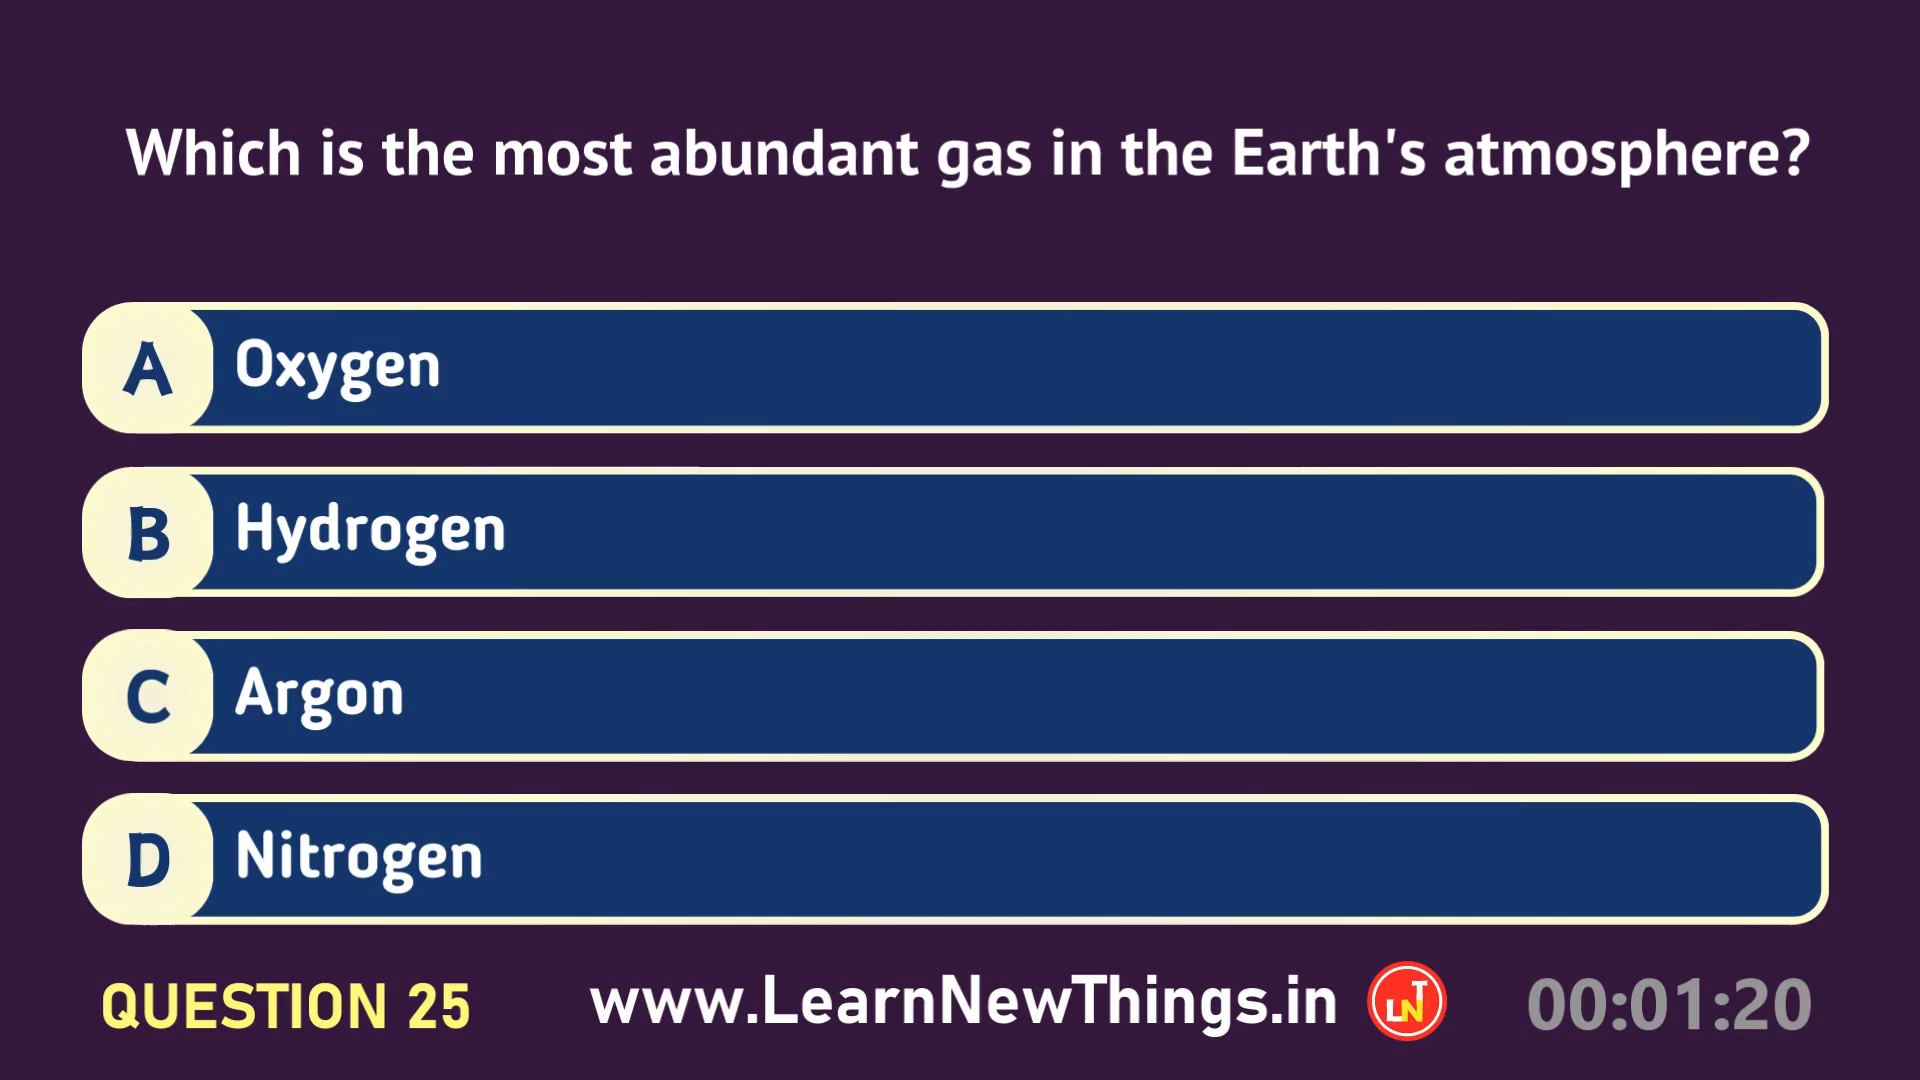 Which is the most abundant gas in the Earth's atmosphere?
A Oxygen
B Hydrogen
C Argon
D Nitrogen
QUESTION 25 www.LearnNewThings.in LNT 00:01:20